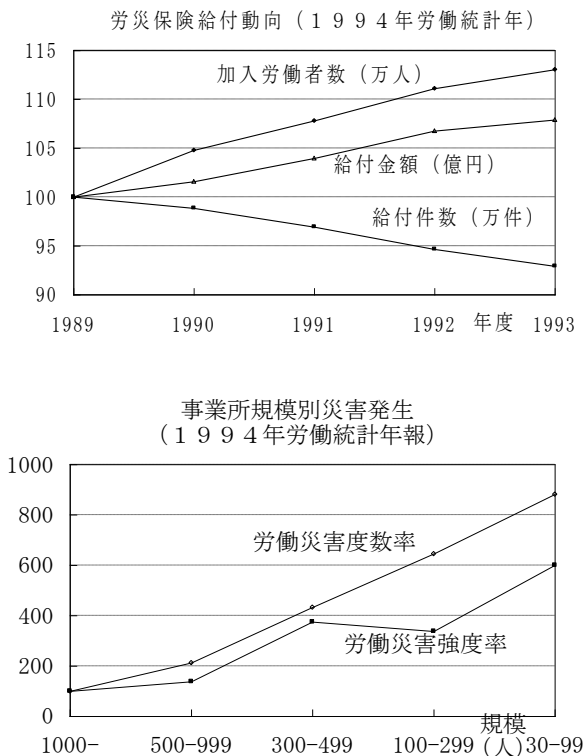 労災保険給付動向（１９９４年労働統計年）
115
加入労働者数（万人）
110
105
給付金額（億円）
100
給付件数（万件）
95
90
1989 1990 1991 1992 年度 1993
事業所規模別災害発生
（１９９４年労働統計年報）
1000
800
労働災害度数率
600
400
労働災害強度率
200
0
規模
1000- 500-999 300-499 100-299 (人) 30-99